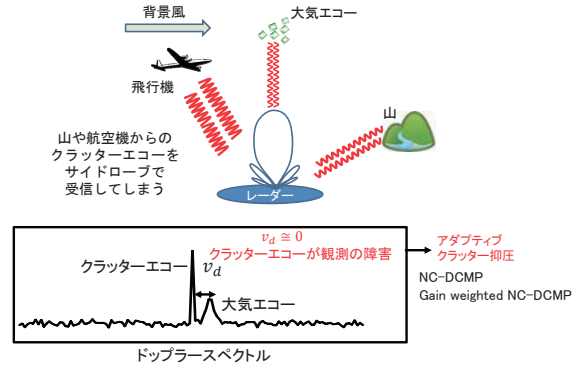 背景風
大気エコー
飛行機
山
山や航空機からの
クラッターエコーを
サイドローブで
受信してしまう
レーダー
v_d ≅ 0
クラッターエコーが観測の障害
アダプティブ
クラッター抑圧
クラッターエコー
v_d
大気エコー
NC-DCMP
Gain weighted NC-DCMP
ドップラースペクトル